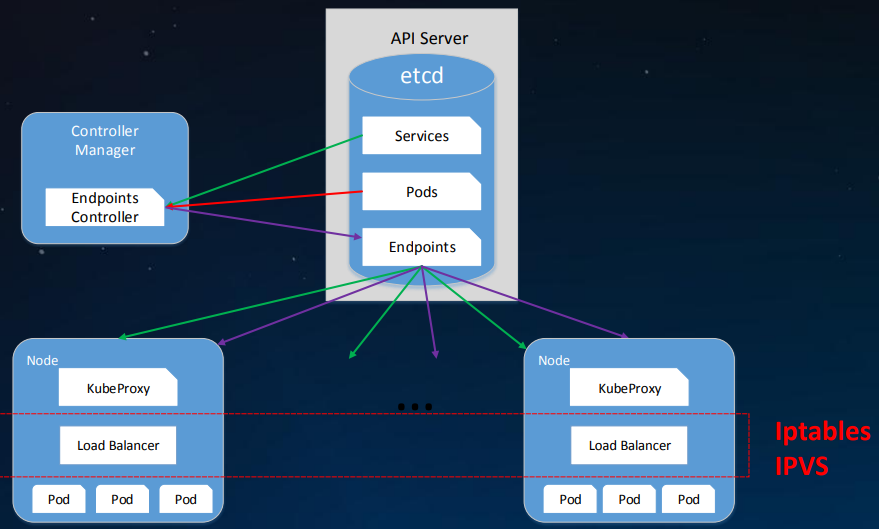 API Server
etcd
Services
Pods
Endpoints
Controller
Manager
Endpoints
Controller
Node
KubeProxy
Load Balancer
Pod
Pod
Pod
...
Node
KubeProxy
Load Balancer
Pod
Pod
Pod
Iptables
IPVS